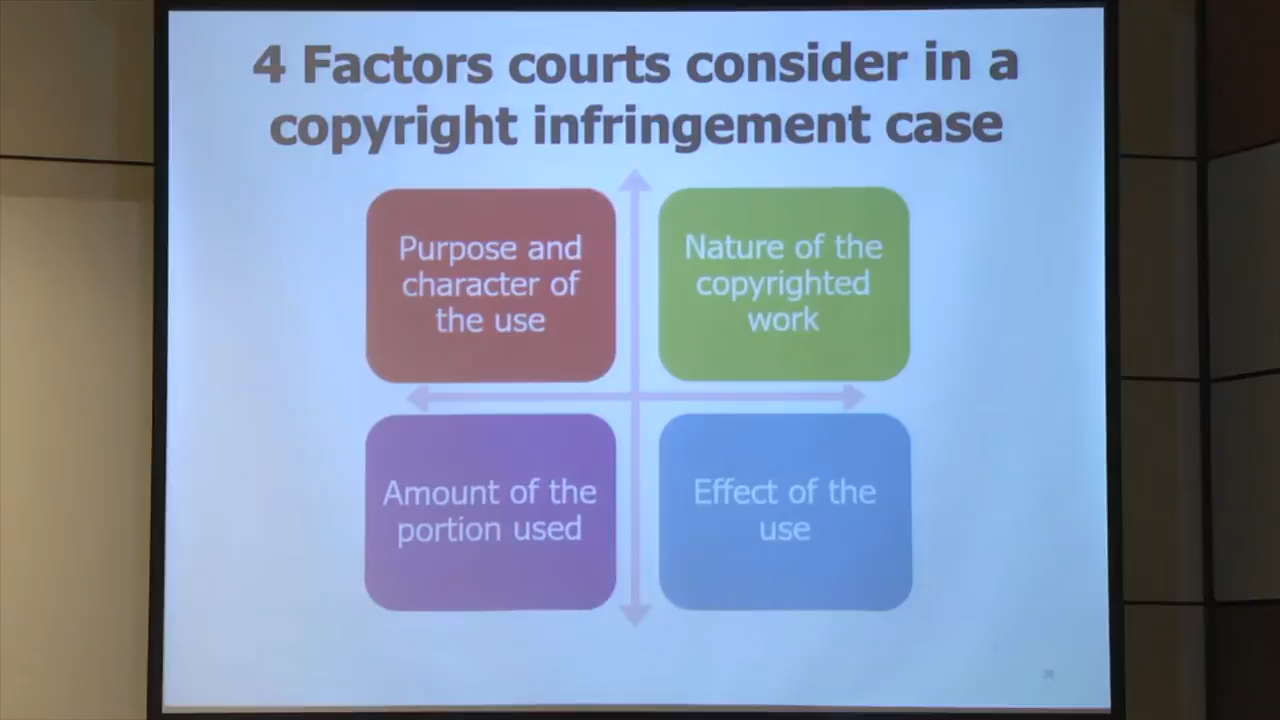 4 Factors courts consider in a
copyright infringement case
Purpose and
character of
the use
Nature of the
copyrighted
work
Amount of the
portion used
Effect of the
use